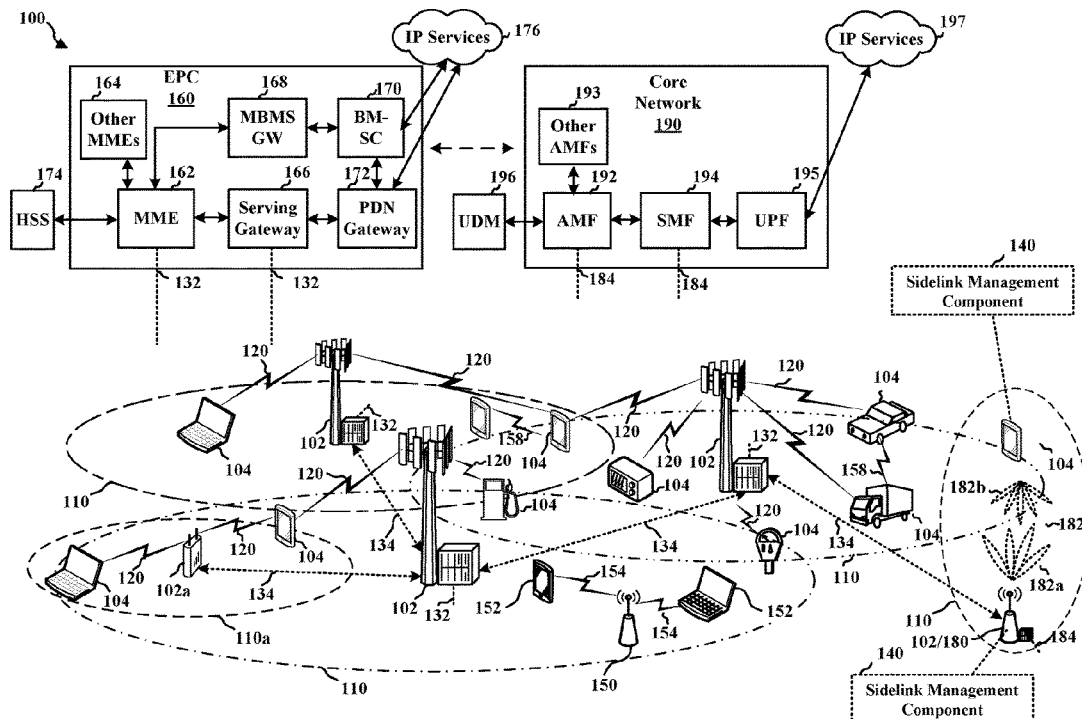 100
IP Services
176
IP Services
197
EPC
160
164
Other
MMEs
168
MBMS
GW
170
BM-
SC
174
HSS
162
MME
166
Serving
Gateway
172
PDN
Gateway
132
132
Core
Network
190
193
Other
AMFs
196
UDM
192
AMF
194
SMF
195
UPF
184
184
140
Sidelink Management
Component
120
120
120
104
104
102
132
158
104
120
120
102
132
120
158
104
104
182b
182
182a
120
120
104
104
104
110
134
134
134
110
120
104
120
104
102a
104
134
110a
102
132
152
154
154
152
150
110
110
102/180
184
140
Sidelink Management
Component